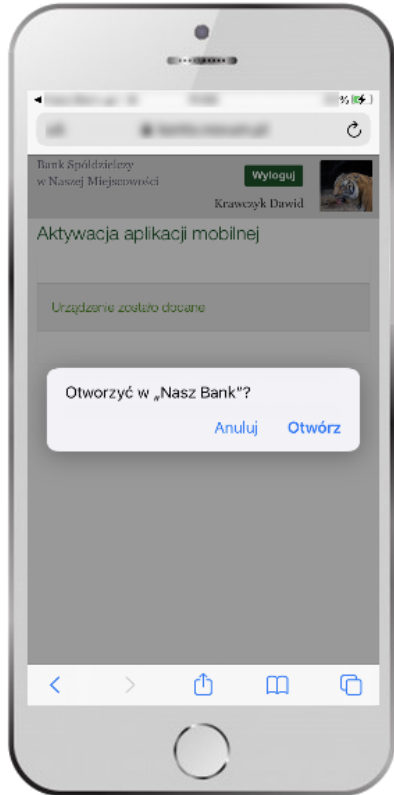 Bank Spółdzielczy
w Naszej Miejscowości
Wyloguj
Krawczyk Dawid
Aktywacja aplikacji mobilnej
Urządzenie zostało dodane
Otworzyć w „Nasz Bank”?
Anuluj Otwórz